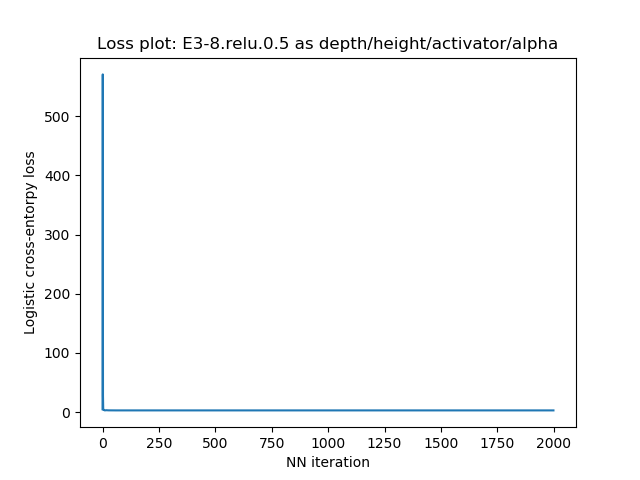 Loss plot: E3-8.relu.0.5 as depth/height/activator/alpha
500
400
300
200
100
0
Logistic cross-entorpy loss
0 250 500 750 1000 1250 1500 1750 2000
NN iteration